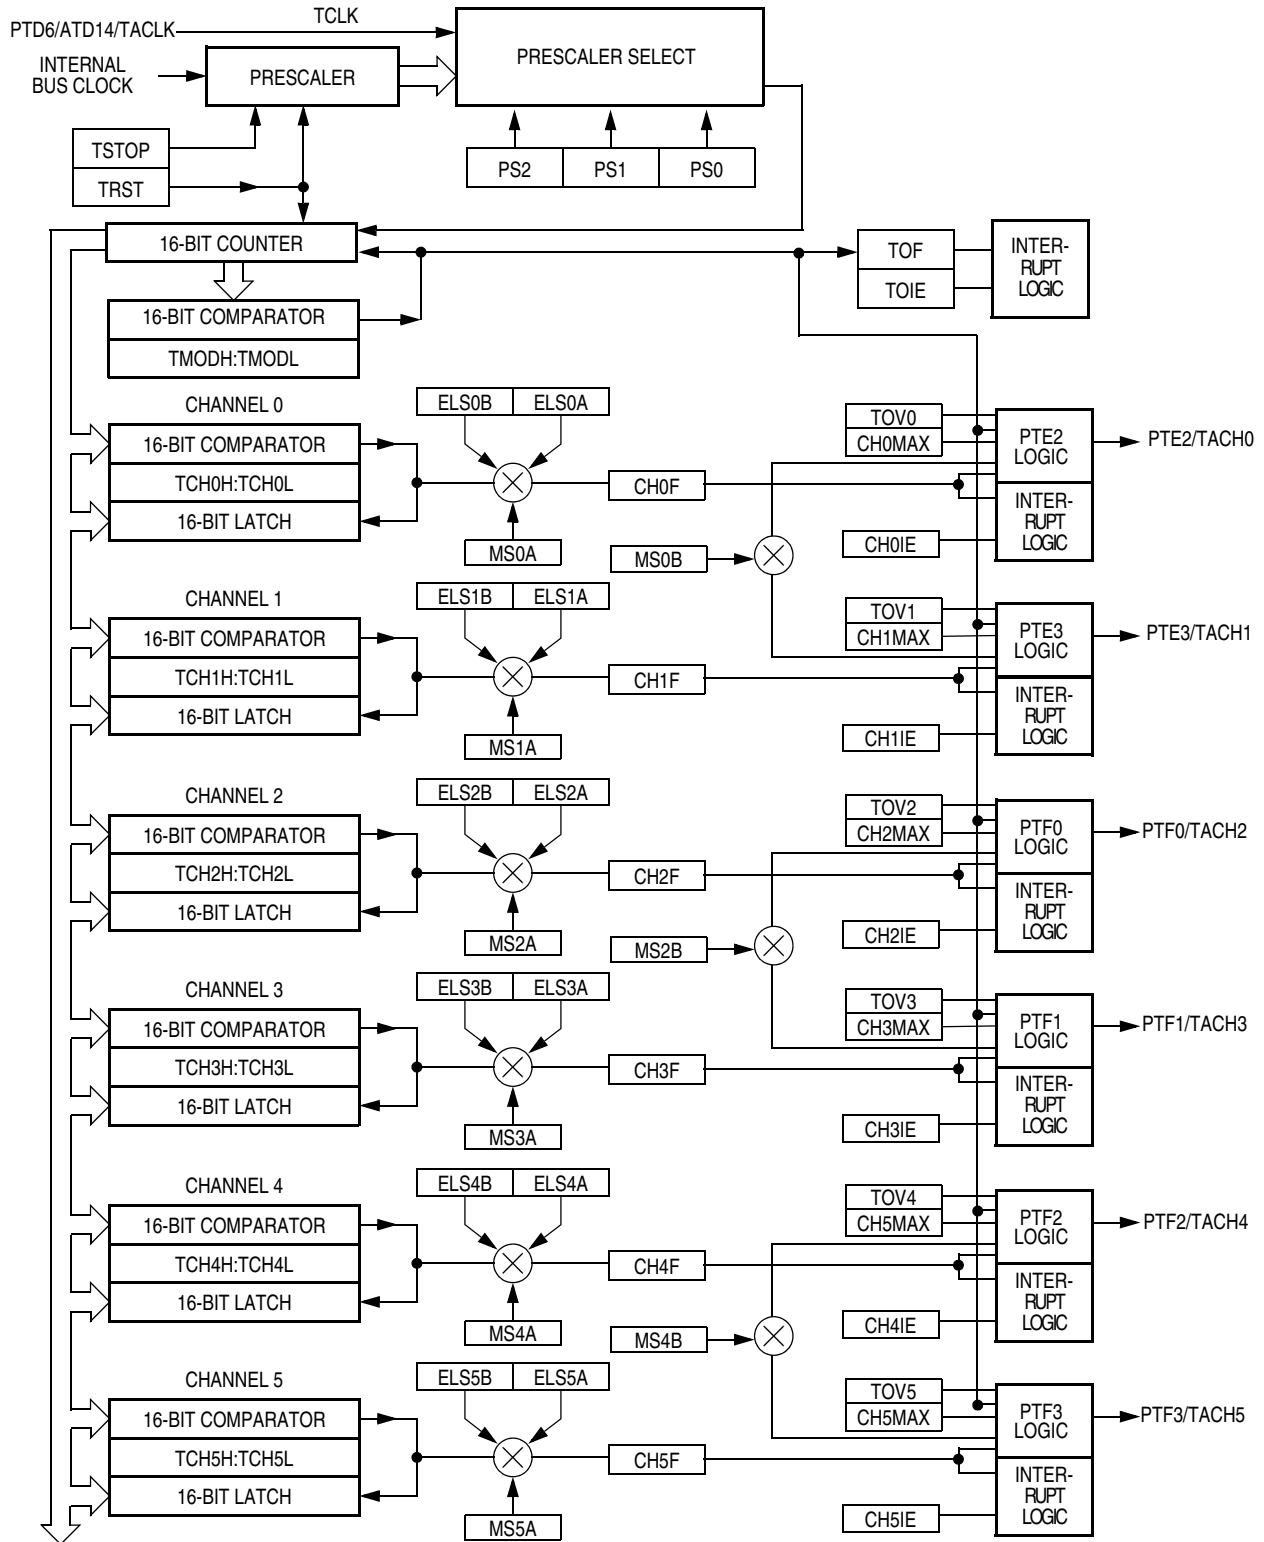 TCLK
PTD6/ATD14/TACLK
PRESCALER SELECT
INTERNAL
BUS CLOCK
PRESCALER
TSTOP
TRST
PS2
PS1
PS0
16-BIT COUNTER
TOF
TOIE
INTER-
RUPT
LOGIC
16-BIT COMPARATOR
TMODH:TMODL
CHANNEL 0
ELS0B
ELS0A
TOV0
CH0MAX
PTE2
LOGIC
PTE2/TACH0
16-BIT COMPARATOR
TCH0H:TCH0L
16-BIT LATCH
CH0F
INTER-
RUPT
LOGIC
MS0A
MS0B
CH0IE
CHANNEL 1
ELS1B
ELS1A
TOV1
CH1MAX
PTE3
LOGIC
PTE3/TACH1
16-BIT COMPARATOR
TCH1H:TCH1L
16-BIT LATCH
CH1F
INTER-
RUPT
LOGIC
MS1A
CH1IE
CHANNEL 2
ELS2B
ELS2A
TOV2
CH2MAX
PTF0
LOGIC
PTF0/TACH2
16-BIT COMPARATOR
TCH2H:TCH2L
16-BIT LATCH
CH2F
INTER-
RUPT
LOGIC
MS2A
MS2B
CH2IE
CHANNEL 3
ELS3B
ELS3A
TOV3
CH3MAX
PTF1
LOGIC
PTF1/TACH3
16-BIT COMPARATOR
TCH3H:TCH3L
16-BIT LATCH
CH3F
INTER-
RUPT
LOGIC
MS3A
CH3IE
CHANNEL 4
ELS4B
ELS4A
TOV4
CH5MAX
PTF2
LOGIC
PTF2/TACH4
16-BIT COMPARATOR
TCH4H:TCH4L
16-BIT LATCH
CH4F
INTER-
RUPT
LOGIC
MS4A
MS4B
CH4IE
CHANNEL 5
ELS5B
ELS5A
TOV5
CH5MAX
PTF3
LOGIC
PTF3/TACH5
16-BIT COMPARATOR
TCH5H:TCH5L
16-BIT LATCH
CH5F
INTER-
RUPT
LOGIC
MS5A
CH5IE